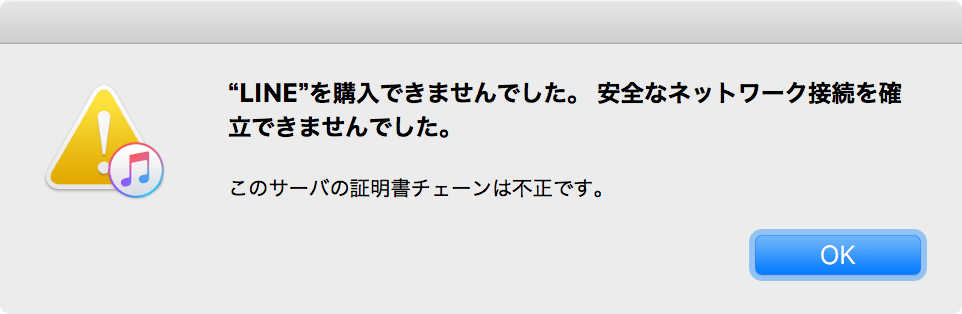 “LINE”を購入できませんでした。 安全なネットワーク接続を確
立できませんでした。
このサーバの証明書チェーンは不正です。
OK